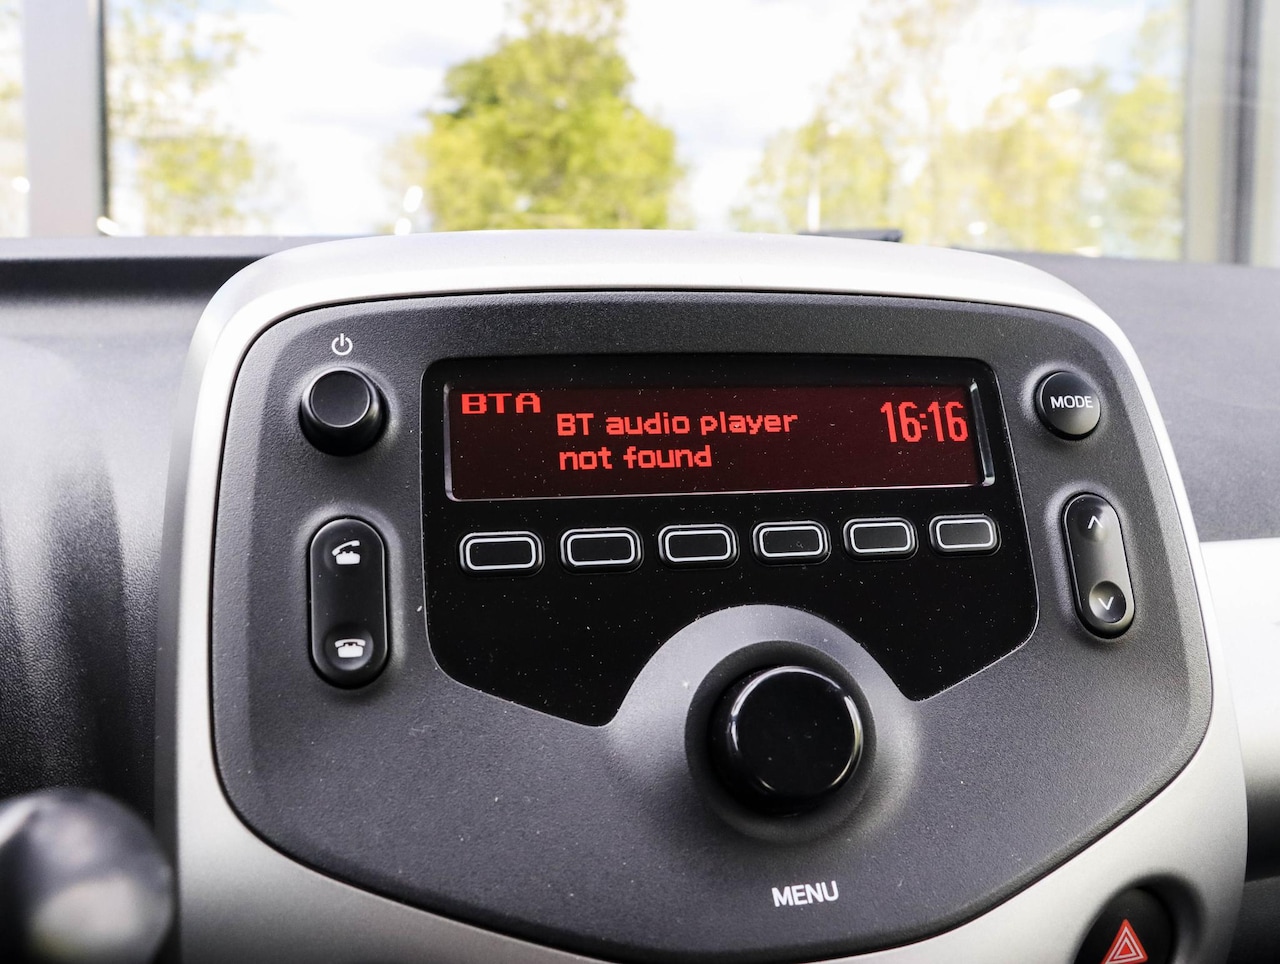 BTA
BT audio player
not found
16:16
MODE
MENU